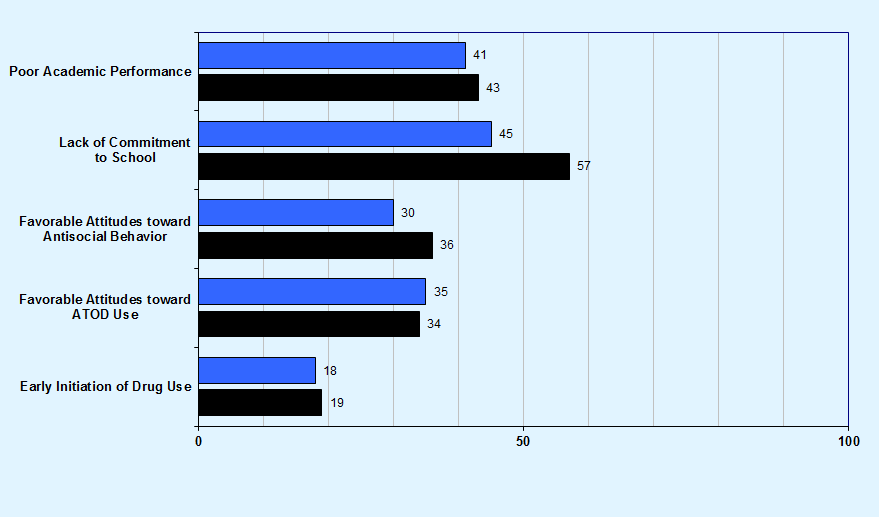 Poor Academic Performance
41
43
Lack of Commitment
to School
45
57
Favorable Attitudes toward
Antisocial Behavior
30
36
Favorable Attitudes toward
ATOD Use
35
34
Early Initiation of Drug Use
18
19
0
50
100